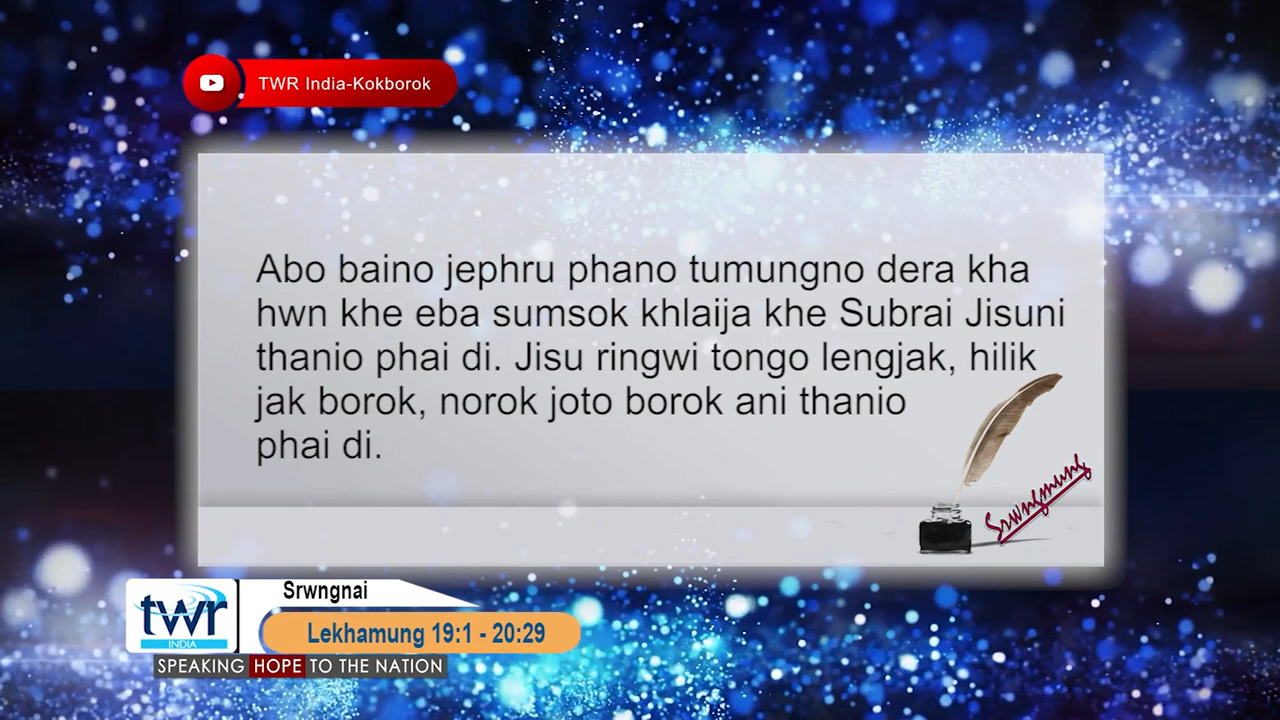 TWR India-Kokborok
Abo baino jephru phano tumungno dera kha
hwn khe eba sumsok khlaija khe Subrai Jisuni
thanio phai di. Jisu ringwi tongo lengjak, hilik
jak borok, norok joto borok ani thanio
phai di.
Srwngmung
twr
INDIA
Srwngnai
Lekhamung 19:1 - 20:29
SPEAKING HOPE TO THE NATION